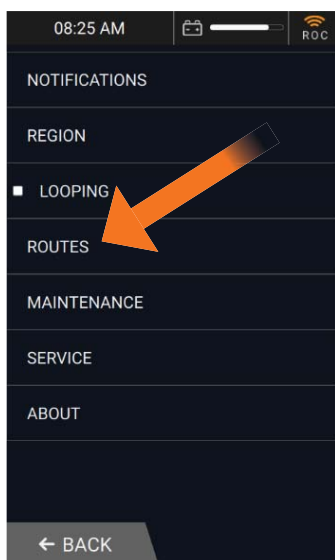 08:25 AM
ROC
NOTIFICATIONS
REGION
LOOPING
ROUTES
MAINTENANCE
SERVICE
ABOUT
← BACK